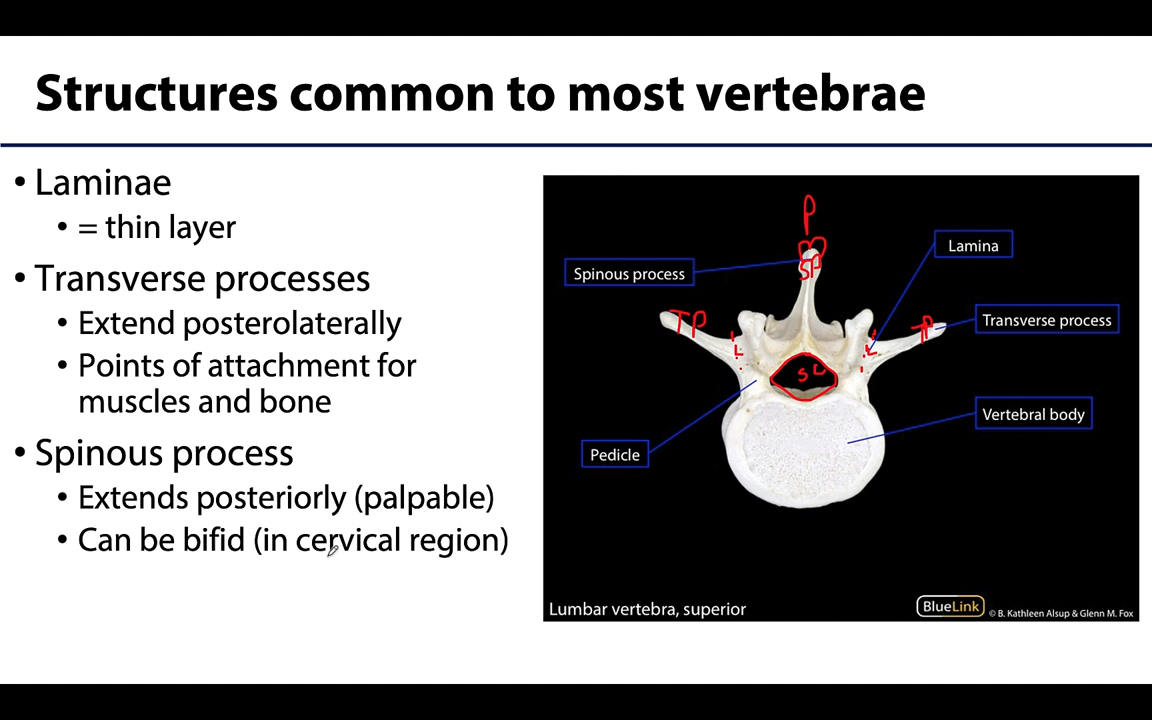 Structures common to most vertebrae
• Laminae
• = thin layer
• Transverse processes
• Extend posterolaterally
• Points of attachment for
muscles and bone
• Spinous process
• Extends posteriorly (palpable)
• Can be bifid (in cervical region)
P
Spinous process
SP
Lamina
TP
TP
Transverse process
L
L
SC
Vertebral body
Pedicle
Lumbar vertebra, superior
BlueLink
© B. Kathleen Alsup & Glenn M. Fox